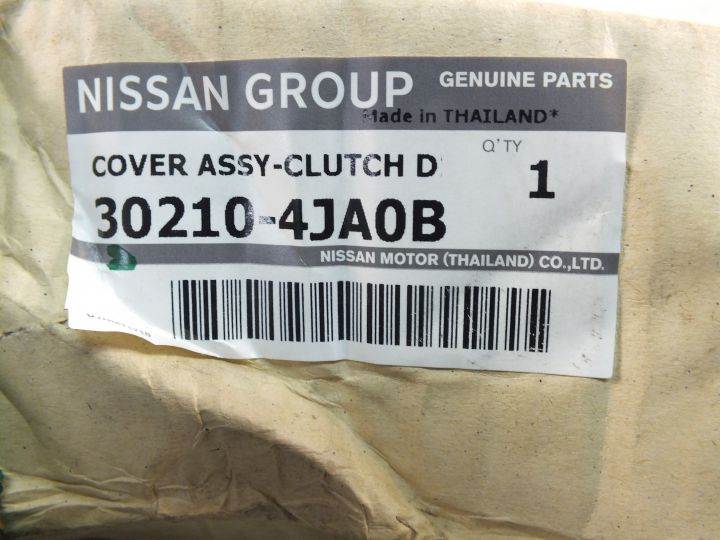 NISSAN GROUP GENUINE PARTS
Made in THAILAND*
COVER ASSY-CLUTCH D
Q'TY
1
30210-4JA0B
NISSAN MOTOR (THAILAND) CO.,LTD.